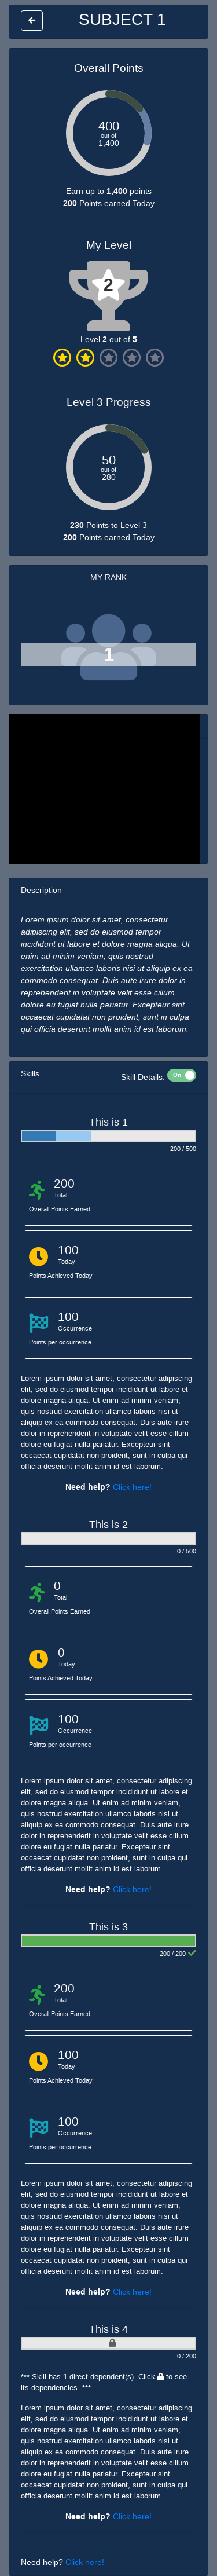 SUBJECT 1
Overall Points
400
out of
1,400
Earn up to 1,400 points
200 Points earned Today
My Level
2
Level 2 out of 5
Level 3 Progress
50
out of
280
230 Points to Level 3
200 Points earned Today
MY RANK
1
Description
Lorem ipsum dolor sit amet, consectetur
adipiscing elit, sed do eiusmod tempor
incididunt ut labore et dolore magna aliqua. Ut
enim ad minim veniam, quis nostrud
exercitation ullamco laboris nisi ut aliquip ex ea
commodo consequat. Duis aute irure dolor in
reprehenderit in voluptate velit esse cillum
dolore eu fugiat nulla pariatur. Excepteur sint
occaecat cupidatat non proident, sunt in culpa
qui officia deserunt mollit anim id est laborum.
Skills
Skill Details: On
This is 1
200 / 500
200
Total
Overall Points Earned
100
Today
Points Achieved Today
100
Occurrence
Points per occurrence
Lorem ipsum dolor sit amet, consectetur adipiscing
elit, sed do eiusmod tempor incididunt ut labore et
dolore magna aliqua. Ut enim ad minim veniam,
quis nostrud exercitation ullamco laboris nisi ut
aliquip ex ea commodo consequat. Duis aute irure
dolor in reprehenderit in voluptate velit esse cillum
dolore eu fugiat nulla pariatur. Excepteur sint
occaecat cupidatat non proident, sunt in culpa qui
officia deserunt mollit anim id est laborum.
Need help? Click here!
This is 2
0 / 500
0
Total
Overall Points Earned
0
Today
Points Achieved Today
100
Occurrence
Points per occurrence
Lorem ipsum dolor sit amet, consectetur adipiscing
elit, sed do eiusmod tempor incididunt ut labore et
dolore magna aliqua. Ut enim ad minim veniam,
quis nostrud exercitation ullamco laboris nisi ut
aliquip ex ea commodo consequat. Duis aute irure
dolor in reprehenderit in voluptate velit esse cillum
dolore eu fugiat nulla pariatur. Excepteur sint
occaecat cupidatat non proident, sunt in culpa qui
officia deserunt mollit anim id est laborum.
Need help? Click here!
This is 3
200 / 200
200
Total
Overall Points Earned
100
Today
Points Achieved Today
100
Occurrence
Points per occurrence
Lorem ipsum dolor sit amet, consectetur adipiscing
elit, sed do eiusmod tempor incididunt ut labore et
dolore magna aliqua. Ut enim ad minim veniam,
quis nostrud exercitation ullamco laboris nisi ut
aliquip ex ea commodo consequat. Duis aute irure
dolor in reprehenderit in voluptate velit esse cillum
dolore eu fugiat nulla pariatur. Excepteur sint
occaecat cupidatat non proident, sunt in culpa qui
officia deserunt mollit anim id est laborum.
Need help? Click here!
This is 4
0 / 200
*** Skill has 1 direct dependent(s). Click to see
its dependencies. ***
Lorem ipsum dolor sit amet, consectetur adipiscing
elit, sed do eiusmod tempor incididunt ut labore et
dolore magna aliqua. Ut enim ad minim veniam,
quis nostrud exercitation ullamco laboris nisi ut
aliquip ex ea commodo consequat. Duis aute irure
dolor in reprehenderit in voluptate velit esse cillum
dolore eu fugiat nulla pariatur. Excepteur sint
occaecat cupidatat non proident, sunt in culpa qui
officia deserunt mollit anim id est laborum.
Need help? Click here!
Need help? Click here!